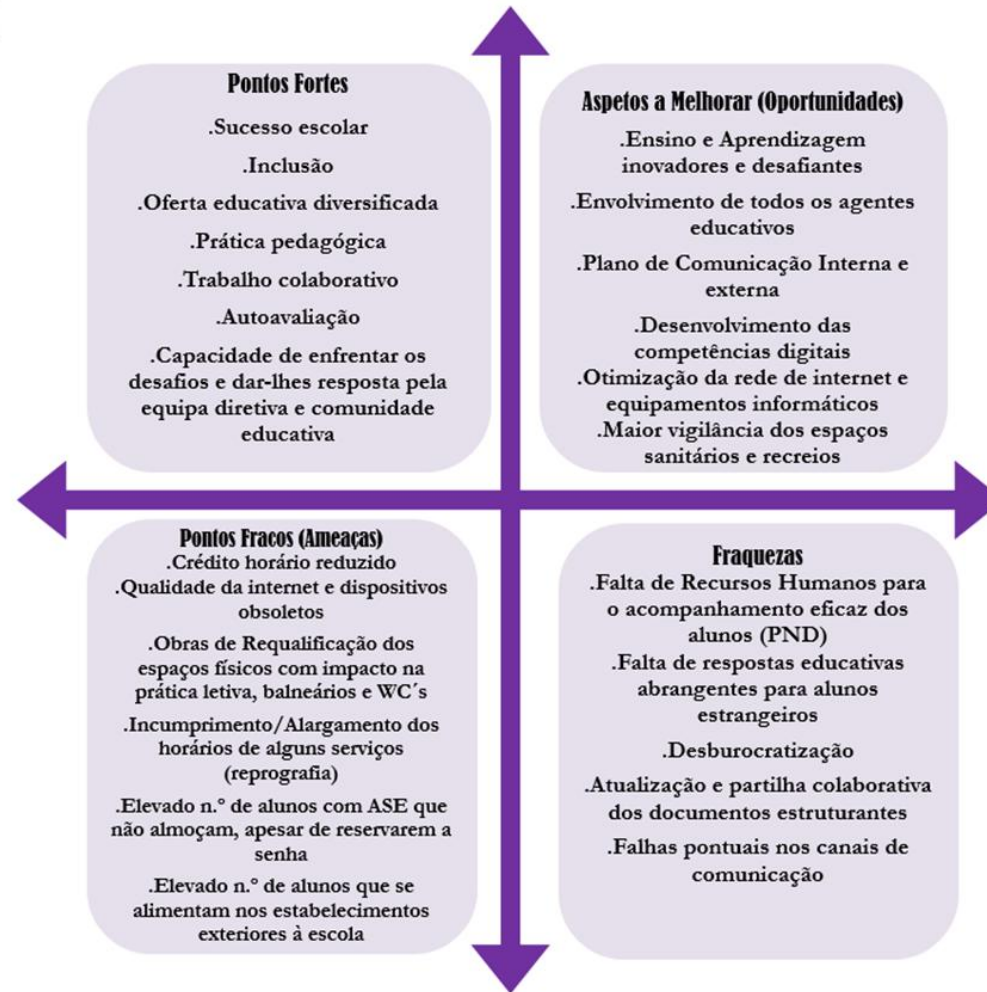 Pontos Fortes
.Sucesso escolar
.Inclusão
.Oferta educativa diversificada
.Prática pedagógica
.Trabalho colaborativo
.Autoavaliação
.Capacidade de enfrentar os
desafios e dar-lhes resposta pela
equipa diretiva e comunidade
educativa
Aspetos a Melhorar (Oportunidades)
.Ensino e Aprendizagem
inovadores e desafiantes
.Envolvimento de todos os agentes
educativos
.Plano de Comunicação Interna e
externa
.Desenvolvimento das
competências digitais
.Otimização da rede de internet e
equipamentos informáticos
.Maior vigilância dos espaços
sanitários e recreios
Pontos Fracos (Ameaças)
.Crédito horário reduzido
.Qualidade da internet e dispositivos
obsoletos
.Obras de Requalificação dos
espaços físicos com impacto na
prática letiva, balneários e WC´s
.Incumprimento/Alargamento dos
horários de alguns serviços
(reprografia)
.Elevado n.º de alunos com ASE que
não almoçam, apesar de reservarem a
senha
.Elevado n.º de alunos que se
alimentam nos estabelecimentos
exteriores à escola
Fraquezas
.Falta de Recursos Humanos para
o acompanhamento eficaz dos
alunos (PND)
.Falta de respostas educativas
abrangentes para alunos
estrangeiros
.Desburocratização
.Atualização e partilha colaborativa
dos documentos estruturantes
.Falhas pontuais nos canais de
comunicação